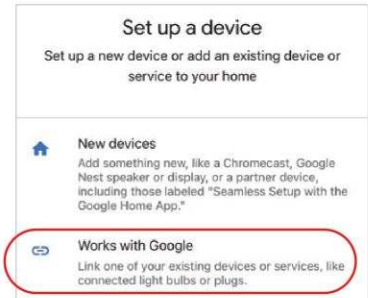 Set up a device
Set up a new device or add an existing device or
service to your home
New devices
Add something new, like a Chromecast, Google
Nest speaker or display, or a partner device,
including those labeled "Seamless Setup with the
Google Home App."
Works with Google
Link one of your existing devices or services, like
connected light bulbs or plugs.